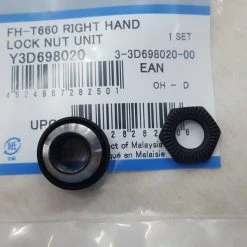 FH-T660 RIGHT HAND
LOCK NUT UNIT
1 SET
Y3D698020
3-3D698020-00
EAN
OH - D
UPC
of Malaysia
en Malaisie